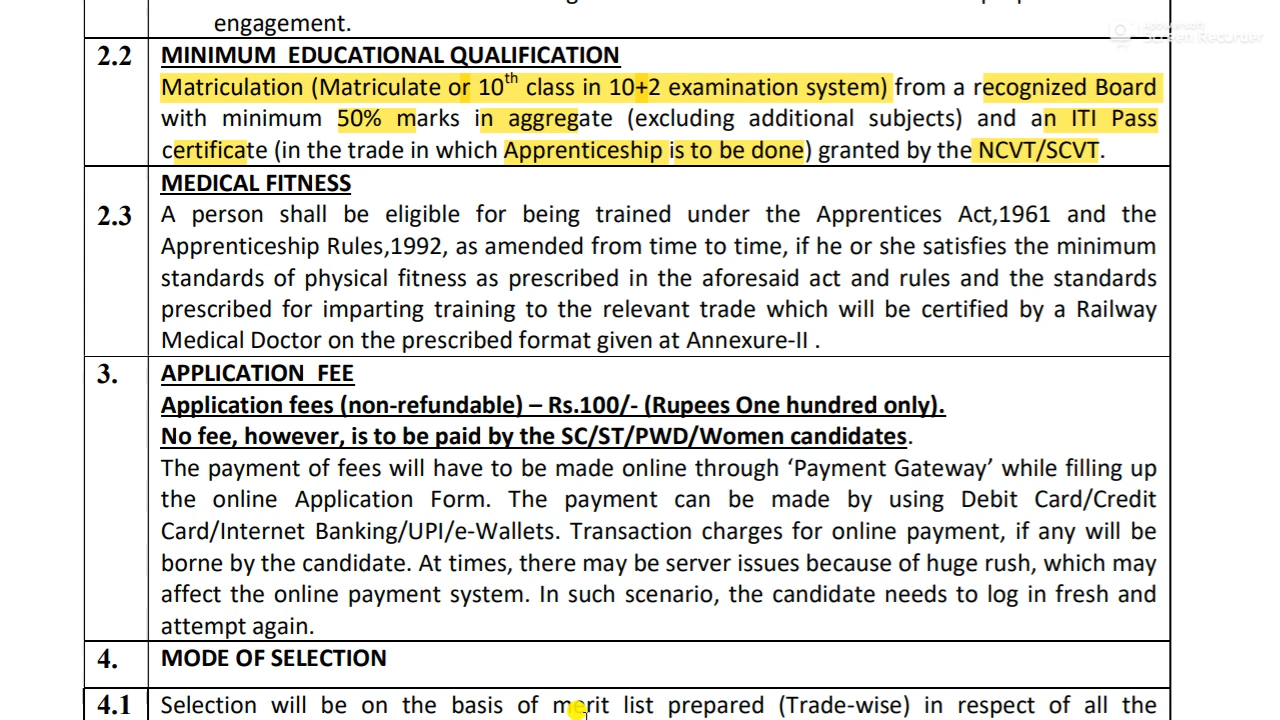 engagement.
2.2 MINIMUM EDUCATIONAL QUALIFICATION
Matriculation (Matriculate or 10th class in 10+2 examination system) from a recognized Board
with minimum 50% marks in aggregate (excluding additional subjects) and an ITI Pass
certificate (in the trade in which Apprenticeship is to be done) granted by the NCVT/SCVT.
MEDICAL FITNESS
2.3 A person shall be eligible for being trained under the Apprentices Act,1961 and the
Apprenticeship Rules,1992, as amended from time to time, if he or she satisfies the minimum
standards of physical fitness as prescribed in the aforesaid act and rules and the standards
prescribed for imparting training to the relevant trade which will be certified by a Railway
Medical Doctor on the prescribed format given at Annexure-II .
3. APPLICATION FEE
Application fees (non-refundable) – Rs.100/- (Rupees One hundred only).
No fee, however, is to be paid by the SC/ST/PWD/Women candidates.
The payment of fees will have to be made online through ‘Payment Gateway’ while filling up
the online Application Form. The payment can be made by using Debit Card/Credit
Card/Internet Banking/UPI/e-Wallets. Transaction charges for online payment, if any will be
borne by the candidate. At times, there may be server issues because of huge rush, which may
affect the online payment system. In such scenario, the candidate needs to log in fresh and
attempt again.
4. MODE OF SELECTION
4.1 Selection will be on the basis of merit list prepared (Trade-wise) in respect of all the
Screen Recorder